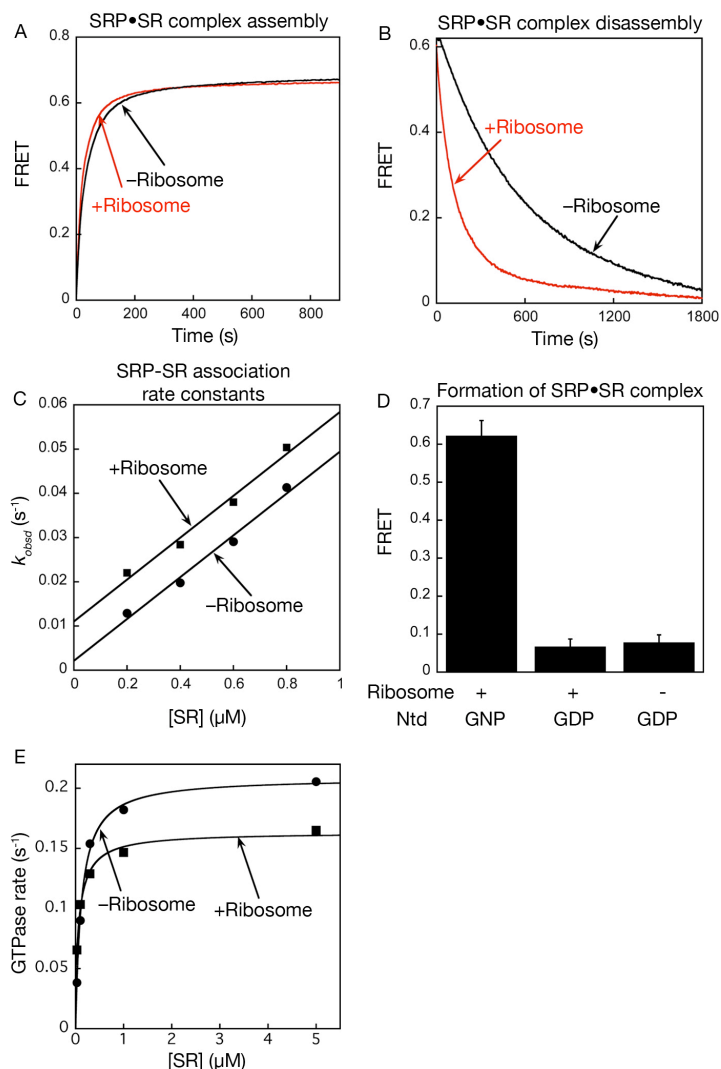 A
SRP•SR complex assembly
FRET
0.8
0.6
0.4
0.2
0
0 200 400 600 800
Time (s)
–Ribosome
+Ribosome
B
SRP•SR complex disassembly
FRET
0.6
0.4
0.2
0
0 600 1200 1800
Time (s)
+Ribosome
–Ribosome
C
SRP-SR association
rate constants
kobsd (s-1)
0.06
0.05
0.04
0.03
0.02
0.01
0
0 0.2 0.4 0.6 0.8 1
[SR] (µM)
+Ribosome
–Ribosome
D
Formation of SRP•SR complex
FRET
0.7
0.6
0.5
0.4
0.3
0.2
0.1
0
Ribosome + + -
Ntd GNP GDP GDP
E
GTPase rate (s-1)
0.2
0.15
0.1
0.05
0
0 1 2 3 4 5
[SR] (µM)
–Ribosome
+Ribosome